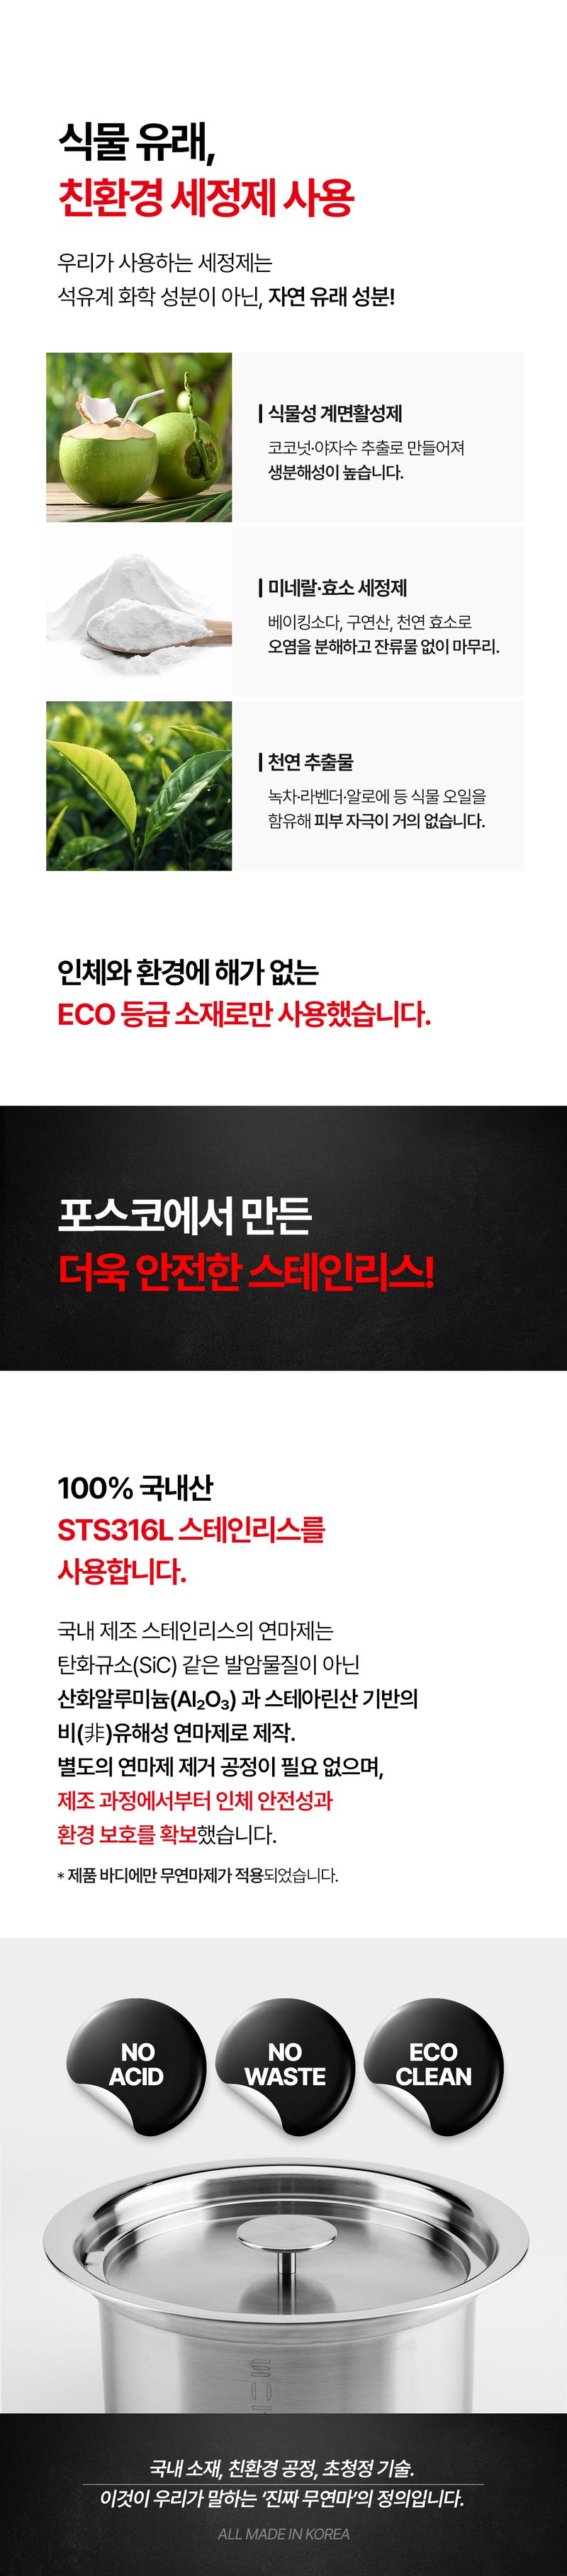 식물 유래,
친환경 세정제 사용
우리가 사용하는 세정제는
석유계 화학 성분이 아닌, 자연 유래 성분!
식물성 계면활성제
코코넛·야자수 추출로 만들어져
생분해성이 높습니다.
미네랄·효소 세정제
베이킹소다, 구연산, 천연 효소로
오염을 분해하고 잔류물 없이 마무리.
천연 추출물
녹차·라벤더·알로에 등 식물 오일을
함유해 피부 자극이 거의 없습니다.
인체와 환경에 해가 없는
ECO 등급 소재로만 사용했습니다.
포스코에서 만든
더욱 안전한 스테인리스!
100% 국내산
STS316L 스테인리스를
사용합니다.
국내 제조 스테인리스의 연마제는
탄화규소(SiC) 같은 발암물질이 아닌
산화알루미늄(Al₂O₃) 과 스테아린산 기반의
비(非)유해성 연마제로 제작.
별도의 연마제 제거 공정이 필요 없으며,
제조 과정에서부터 인체 안전성과
환경 보호를 확보했습니다.
* 제품 바디에만 무연마제가 적용되었습니다.
NO
ACID
NO
WASTE
ECO
CLEAN
국내 소재, 친환경 공정, 초청정 기술.
이것이 우리가 말하는 ‘진짜 무연마’의 정의입니다.
ALL MADE IN KOREA